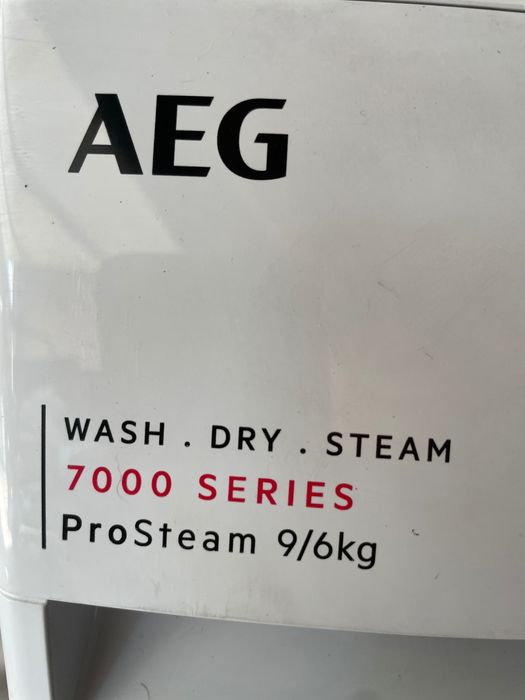 AEG
WASH . DRY . STEAM
7000 SERIES
ProSteam 9/6kg